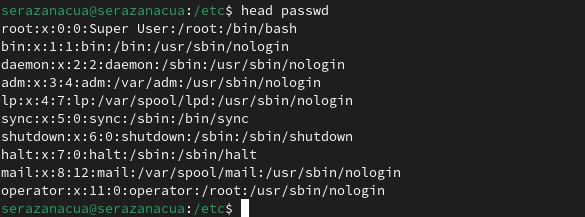 serazanacua@serazanacua:/etc$ head passwd
root:x:0:0:Super User:/root:/bin/bash
bin:x:1:1:bin:/bin:/usr/sbin/nologin
daemon:x:2:2:daemon:/sbin:/usr/sbin/nologin
adm:x:3:4:adm:/var/adm:/usr/sbin/nologin
lp:x:4:7:lp:/var/spool/lpd:/usr/sbin/nologin
sync:x:5:0:sync:/sbin:/bin/sync
shutdown:x:6:0:shutdown:/sbin:/sbin/shutdown
halt:x:7:0:halt:/sbin:/sbin/halt
mail:x:8:12:mail:/var/spool/mail:/usr/sbin/nologin
operator:x:11:0:operator:/root:/usr/sbin/nologin
serazanacua@serazanacua:/etc$